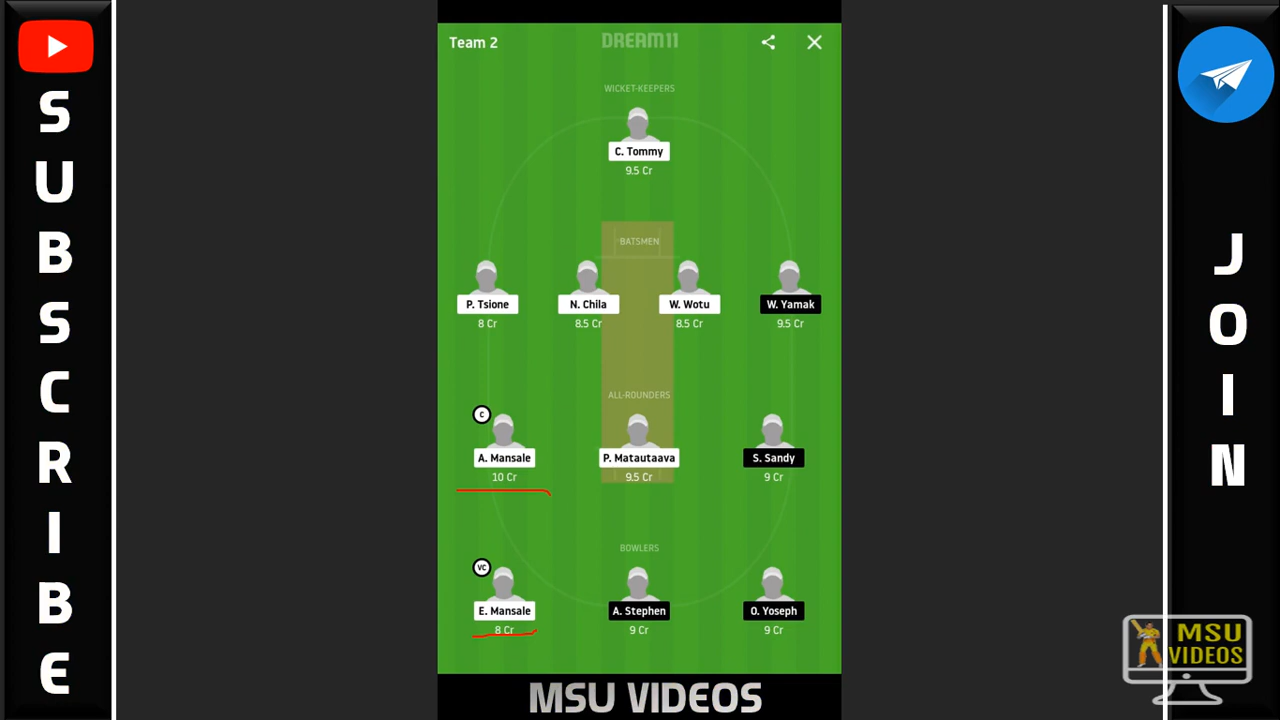 SUBSCRIBE
Team 2
DREAM11
WICKET-KEEPERS
C. Tommy
9.5 Cr
BATSMEN
P. Tsione
N. Chila
W. Wotu
W. Yamak
8 Cr
8.5 Cr
8.5 Cr
9.5 Cr
ALL-ROUNDERS
C
A. Mansale
P. Matautaava
S. Sandy
10 Cr
9.5 Cr
9 Cr
BOWLERS
VC
E. Mansale
A. Stephen
O. Yoseph
8 Cr
9 Cr
9 Cr
MSU VIDEOS
JOIN
MSU
VIDEOS